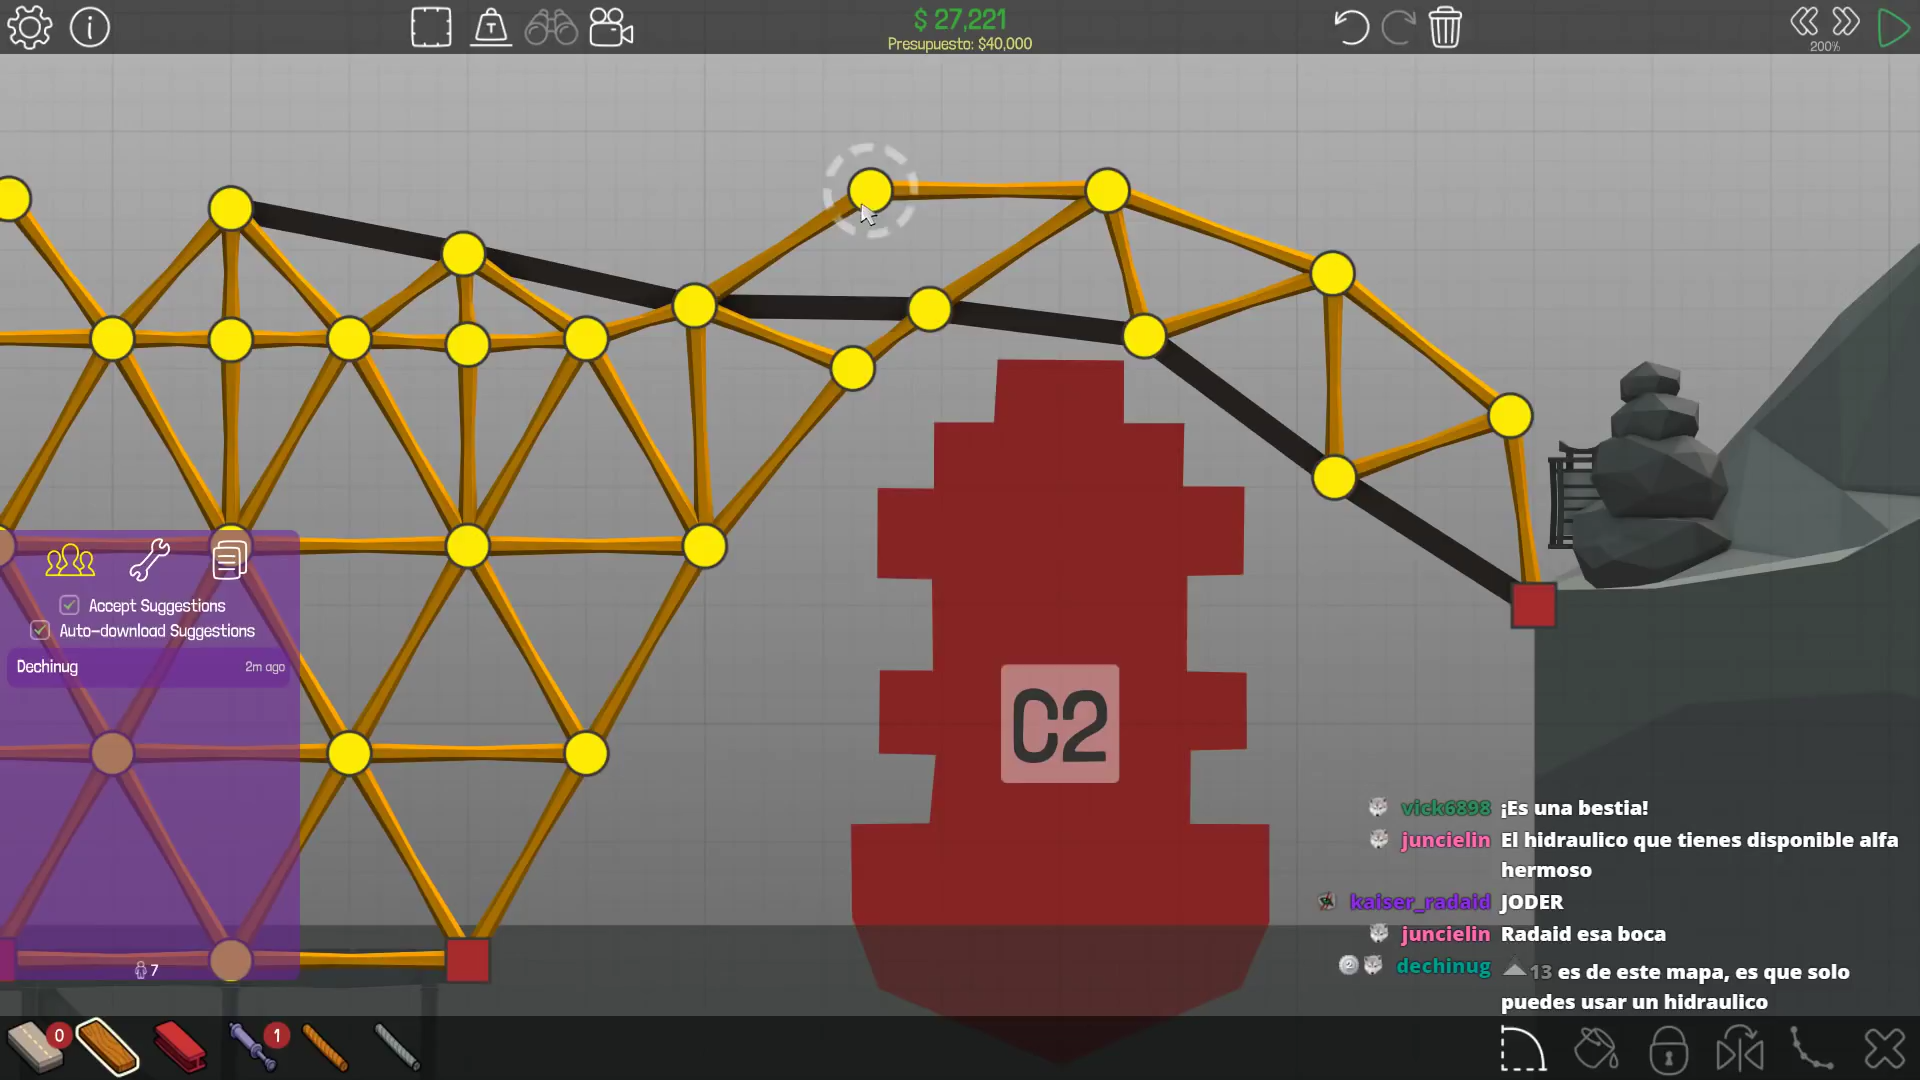 $ 27,221
Presupuesto: $40,000
200%
Accept Suggestions
Auto-download Suggestions
Dechinug 2m ago
7
C2
vick6898 ¡Es una bestia!
juncielin El hidraulico que tienes disponible alfa
hermoso
kaiser_radaid JODER
juncielin Radaid esa boca
2 dechinug 13 es de este mapa, es que solo
puedes usar un hidraulico
0
1